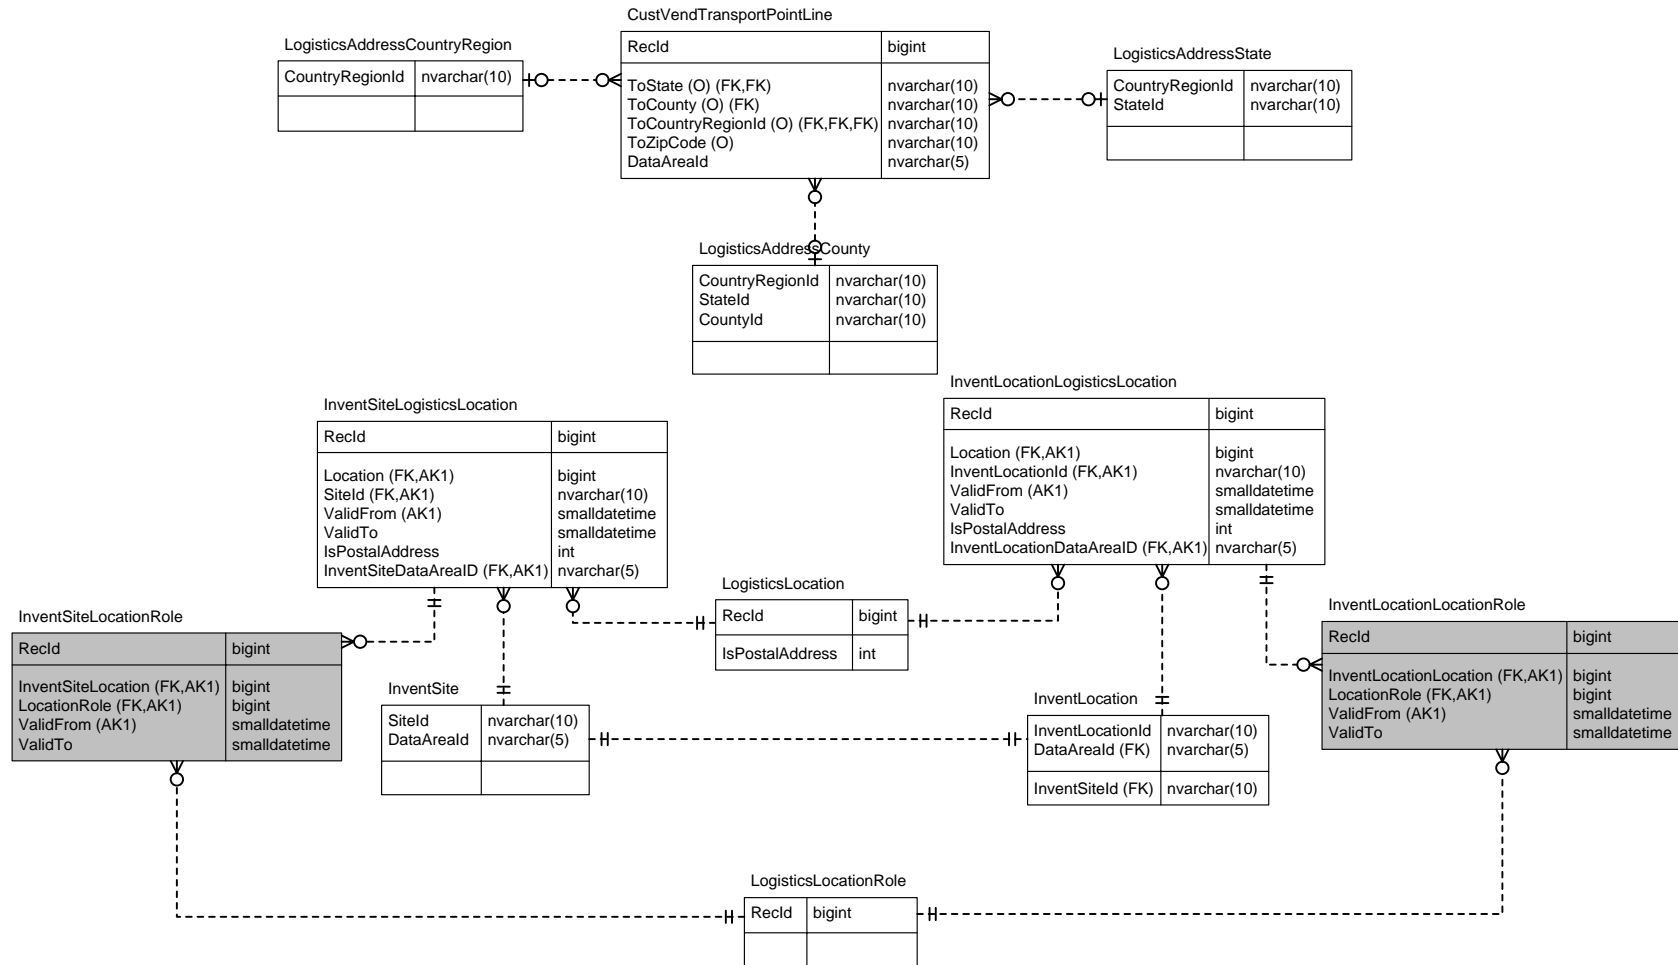 CustVendTransportPointLine
RecId bigint
ToState (O) (FK,FK) nvarchar(10)
ToCounty (O) (FK) nvarchar(10)
ToCountryRegionId (O) (FK,FK,FK) nvarchar(10)
ToZipCode (O) nvarchar(10)
DataAreaId nvarchar(5)
LogisticsAddressCountryRegion
CountryRegionId nvarchar(10)
LogisticsAddressState
CountryRegionId nvarchar(10)
StateId nvarchar(10)
LogisticsAddressCounty
CountryRegionId nvarchar(10)
StateId nvarchar(10)
CountyId nvarchar(10)
InventSiteLogisticsLocation
RecId bigint
Location (FK,AK1) bigint
SiteId (FK,AK1) nvarchar(10)
ValidFrom (AK1) smalldatetime
ValidTo smalldatetime
IsPostalAddress int
InventSiteDataAreaID (FK,AK1) nvarchar(5)
InventLocationLogisticsLocation
RecId bigint
Location (FK,AK1) bigint
InventLocationId (FK,AK1) nvarchar(10)
ValidFrom (AK1) smalldatetime
ValidTo smalldatetime
IsPostalAddress int
InventLocationDataAreaID (FK,AK1) nvarchar(5)
LogisticsLocation
RecId bigint
IsPostalAddress int
InventSiteLocationRole
RecId bigint
InventSiteLocation (FK,AK1) bigint
LocationRole (FK,AK1) bigint
ValidFrom (AK1) smalldatetime
ValidTo smalldatetime
InventSite
SiteId nvarchar(10)
DataAreaId nvarchar(5)
InventLocation
InventLocationId nvarchar(10)
DataAreaId (FK) nvarchar(5)
InventSiteId (FK) nvarchar(10)
InventLocationLocationRole
RecId bigint
InventLocationLocation (FK,AK1) bigint
LocationRole (FK,AK1) bigint
ValidFrom (AK1) smalldatetime
ValidTo smalldatetime
LogisticsLocationRole
RecId bigint